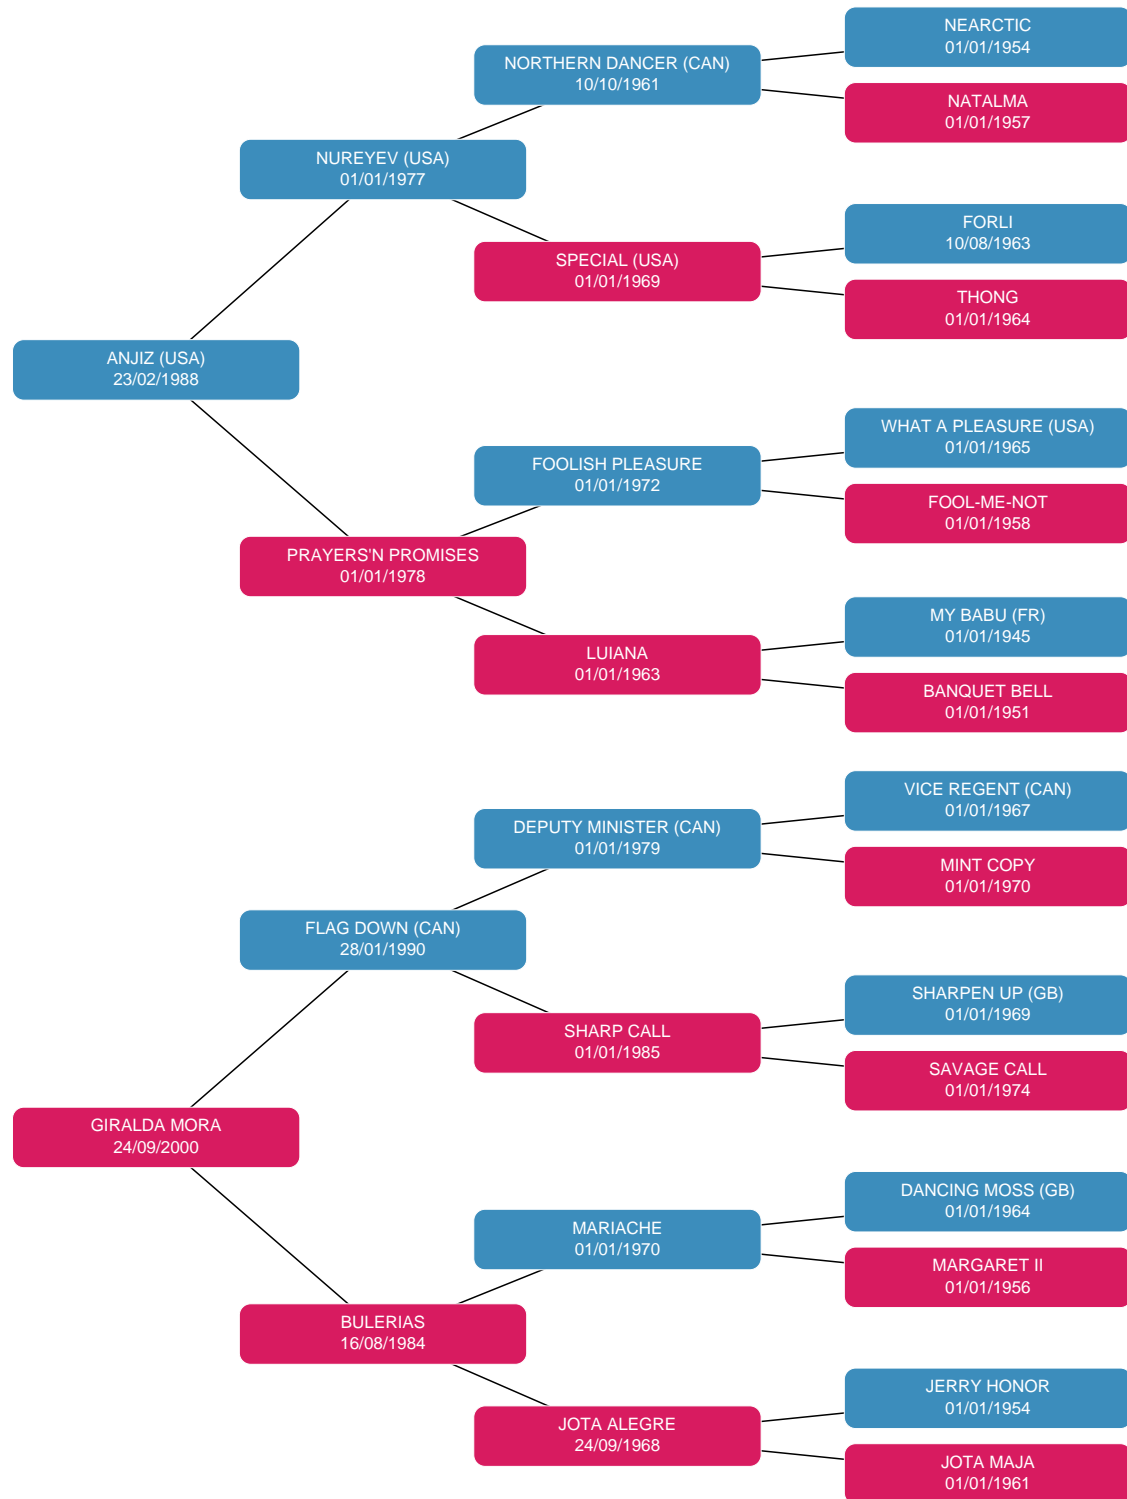 NEARCTIC
01/01/1954
NORTHERN DANCER (CAN)
10/10/1961
NATALMA
01/01/1957
NUREYEV (USA)
01/01/1977
FORLI
10/08/1963
SPECIAL (USA)
01/01/1969
THONG
01/01/1964
ANJIZ (USA)
23/02/1988
WHAT A PLEASURE (USA)
01/01/1965
FOOLISH PLEASURE
01/01/1972
FOOL-ME-NOT
01/01/1958
PRAYERS'N PROMISES
01/01/1978
MY BABU (FR)
01/01/1945
LUIANA
01/01/1963
BANQUET BELL
01/01/1951
VICE REGENT (CAN)
01/01/1967
DEPUTY MINISTER (CAN)
01/01/1979
MINT COPY
01/01/1970
FLAG DOWN (CAN)
28/01/1990
SHARPEN UP (GB)
01/01/1969
SHARP CALL
01/01/1985
SAVAGE CALL
01/01/1974
GIRALDA MORA
24/09/2000
DANCING MOSS (GB)
01/01/1964
MARIACHE
01/01/1970
MARGARET II
01/01/1956
BULERIAS
16/08/1984
JERRY HONOR
01/01/1954
JOTA ALEGRE
24/09/1968
JOTA MAJA
01/01/1961